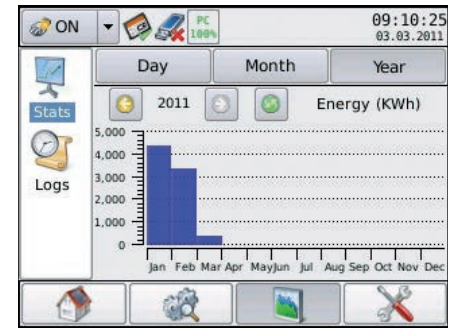 ON
PC
100%
09:10:25
03.03.2011
Day Month Year
Stats
2011 Energy (KWh)
Logs
5,000
4,000
3,000
2,000
1,000
0
Jan Feb Mar Apr MayJun Jul Aug Sep Oct Nov Dec